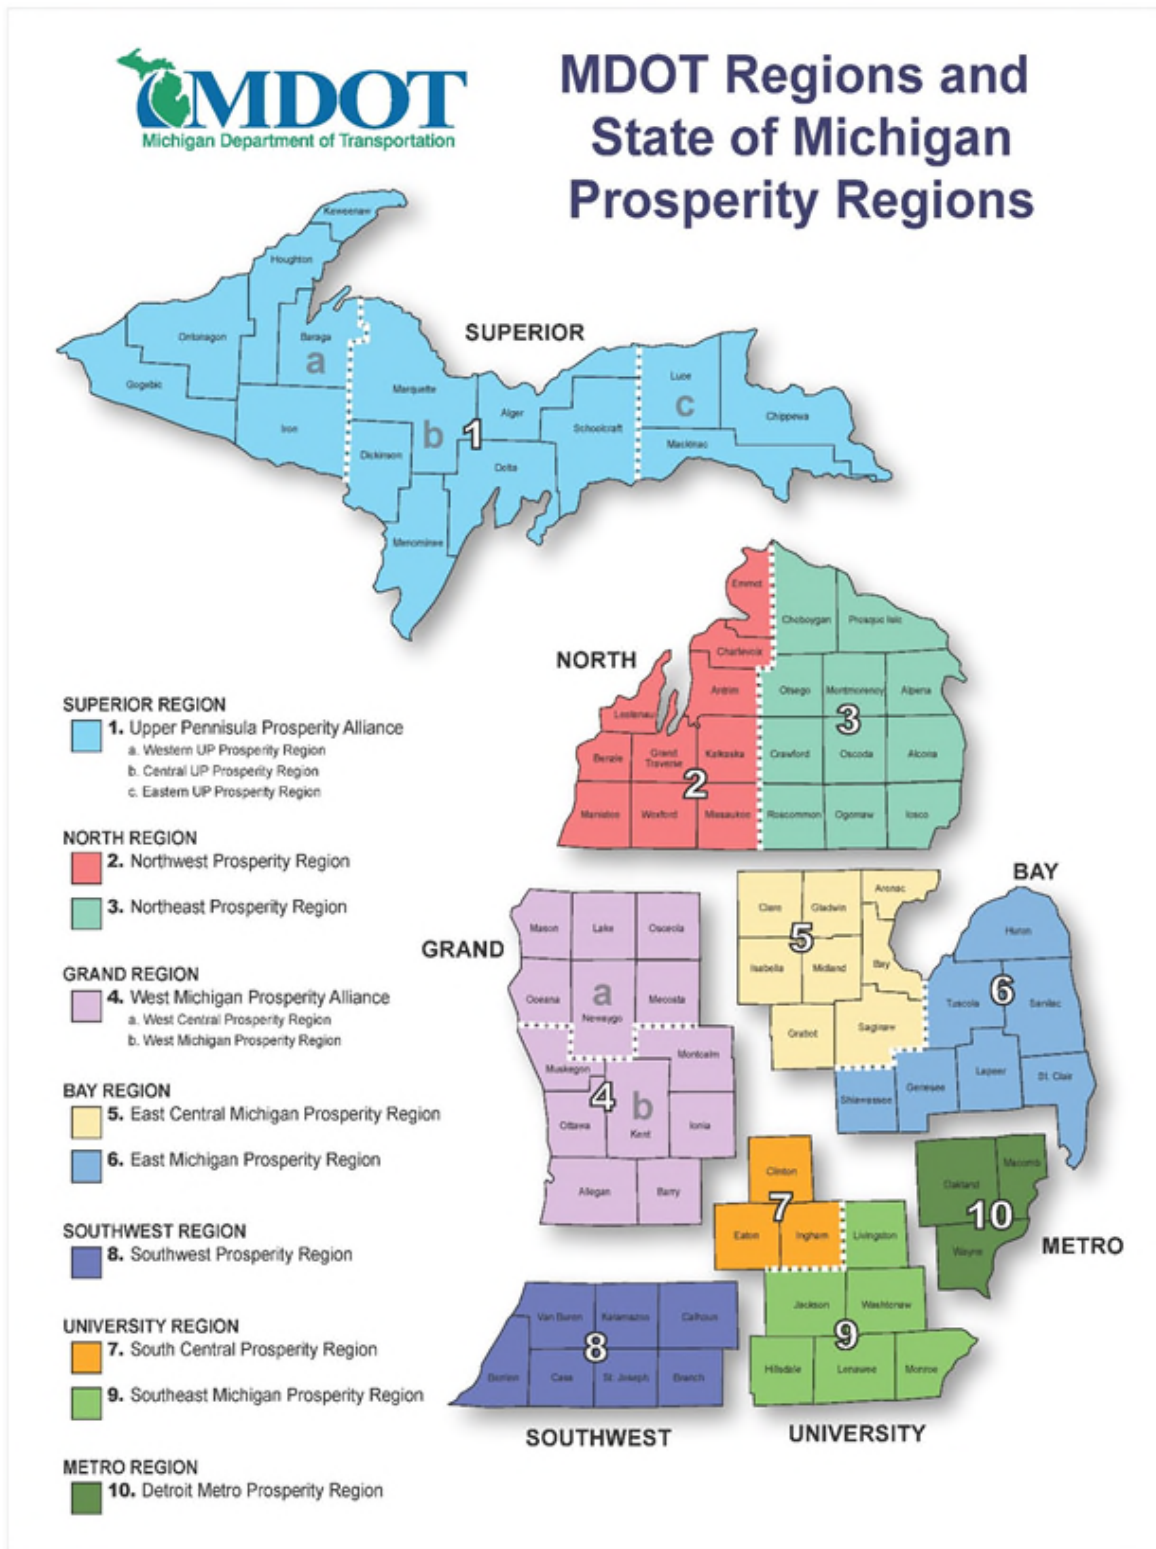 MDOT
Michigan Department of Transportation
MDOT Regions and
State of Michigan
Prosperity Regions
Keweenaw
Houghton
Ontonagon
Baraga
a
SUPERIOR
Gogebic
Marquette
Luce
c
Iron
b
1
Alger
Schoolcraft
Chippewa
Dickinson
Mackinac
Delta
Menominee
Emmet
Cheboygan
Presque Isle
NORTH
Charlevoix
Antrim
Otsego
Montmorency
Alpena
Leelanau
3
Benzie
Grand
Traverse
Kalkaska
Crawford
Oscoda
Alcona
2
Manistee
Wexford
Missaukee
Roscommon
Ogemaw
Iosco
SUPERIOR REGION
1. Upper Pennisula Prosperity Alliance
a. Western UP Prosperity Region
b. Central UP Prosperity Region
c. Eastern UP Prosperity Region
NORTH REGION
2. Northwest Prosperity Region
3. Northeast Prosperity Region
GRAND REGION
4. West Michigan Prosperity Alliance
a. West Central Prosperity Region
b. West Michigan Prosperity Region
BAY REGION
5. East Central Michigan Prosperity Region
6. East Michigan Prosperity Region
SOUTHWEST REGION
8. Southwest Prosperity Region
UNIVERSITY REGION
7. South Central Prosperity Region
9. Southeast Michigan Prosperity Region
METRO REGION
10. Detroit Metro Prosperity Region
GRAND
Mason
Lake
Osceola
Oceana
a
Newaygo
Mecosta
Muskegon
Montcalm
4
b
Ottawa
Kent
Ionia
Allegan
Barry
BAY
Clare
Gladwin
Arenac
5
Isabella
Midland
Bay
Gratiot
Saginaw
Huron
6
Tuscola
Sanilac
Shiawassee
Genesee
Lapeer
St. Clair
Clinton
7
Eaton
Ingham
Livingston
Oakland
Macomb
10
Wayne
METRO
Jackson
Washtenaw
9
Hillsdale
Lenawee
Monroe
UNIVERSITY
Van Buren
Kalamazoo
Calhoun
8
Berrien
Cass
St. Joseph
Branch
SOUTHWEST